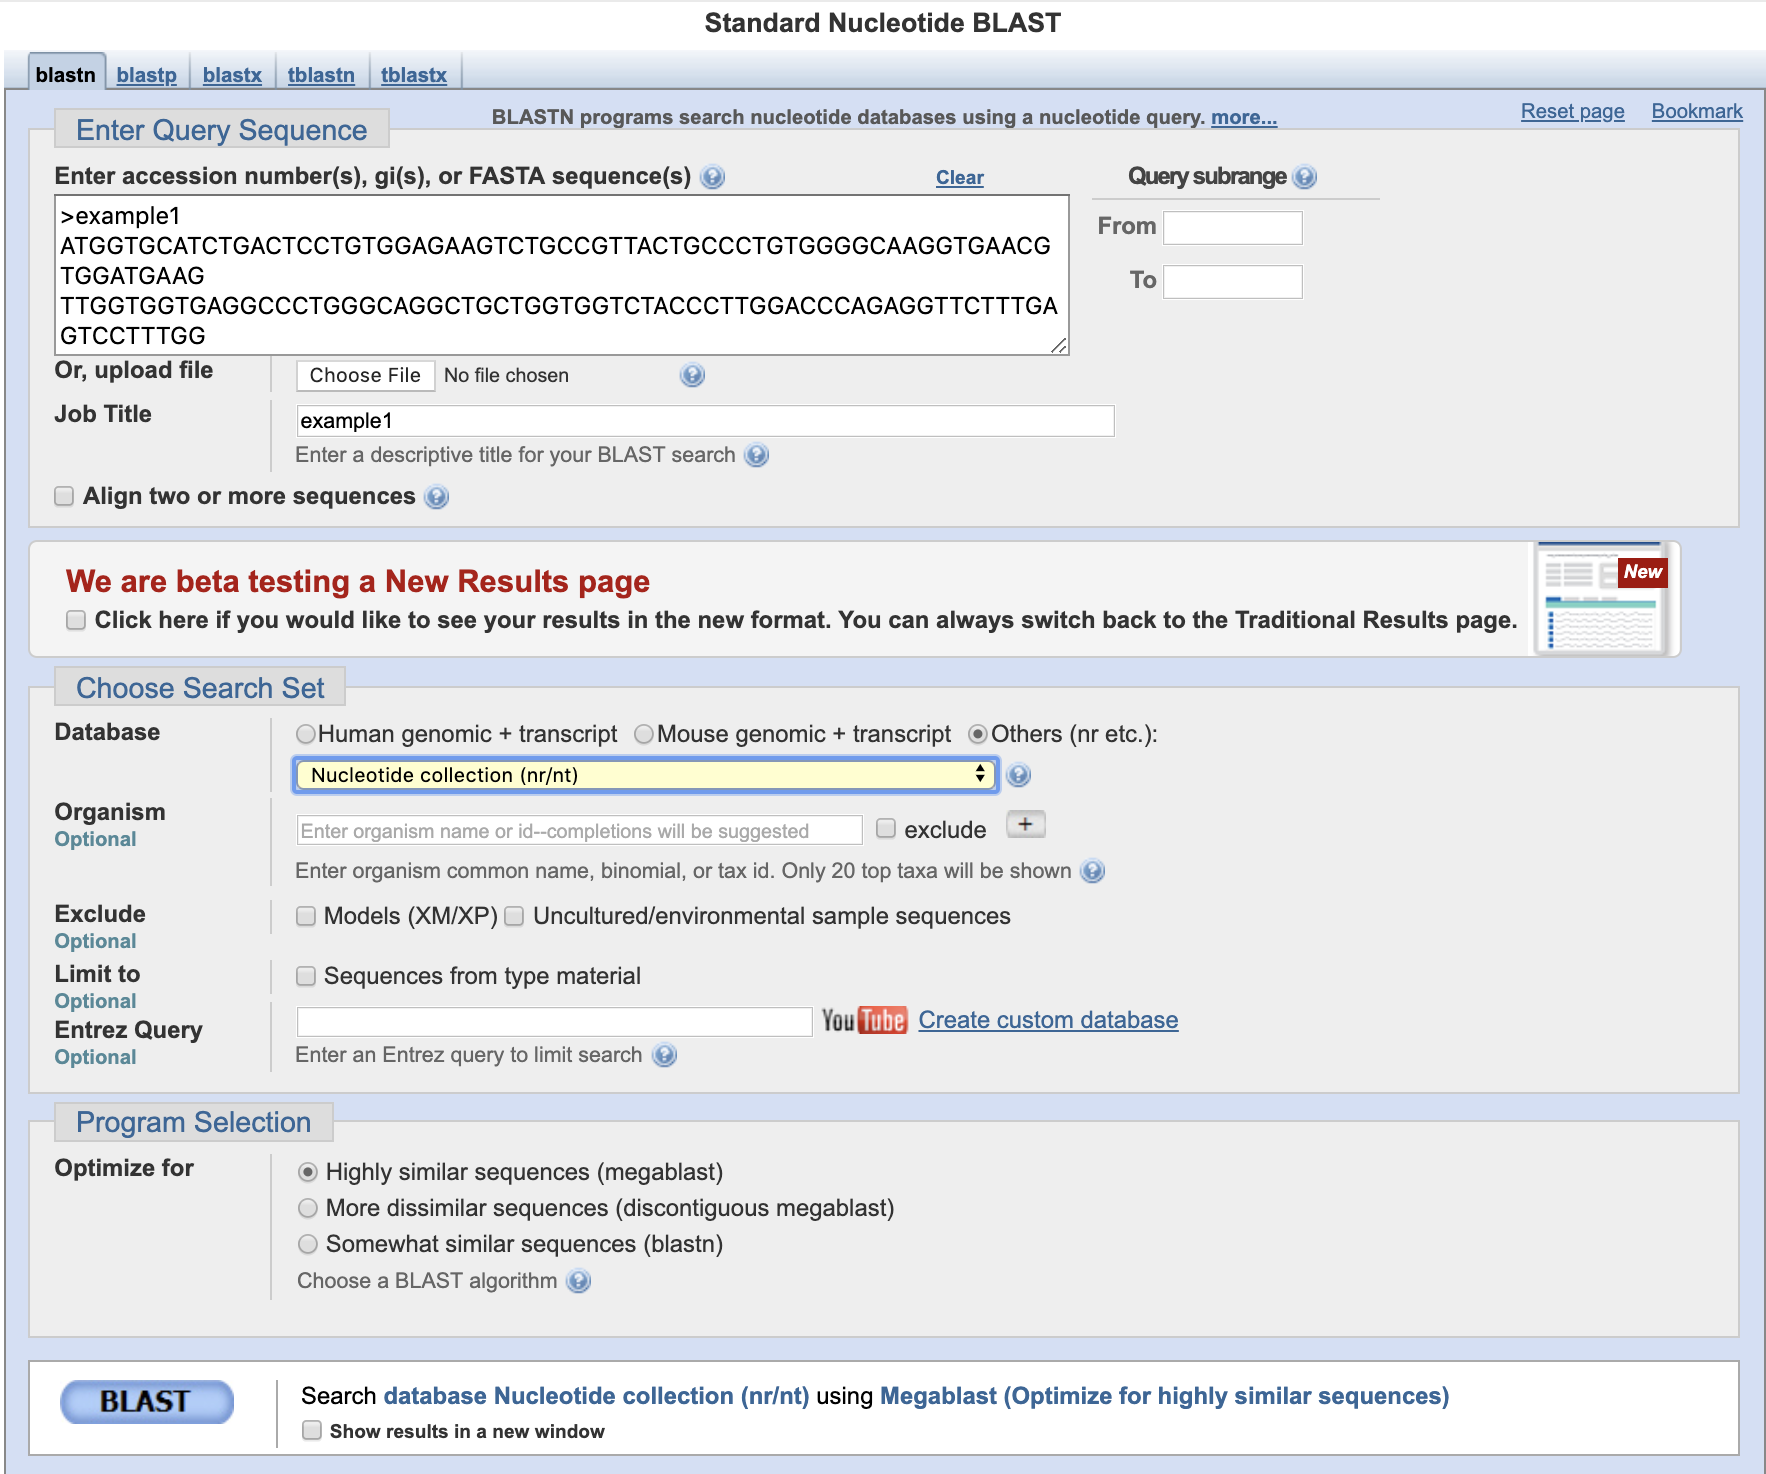 Standard Nucleotide BLAST
blastn blastp blastx tblastn tblastx
BLASTN programs search nucleotide databases using a nucleotide query. more...
Reset page Bookmark
Enter Query Sequence
Enter accession number(s), gi(s), or FASTA sequence(s)
Clear
Query subrange
>example1
ATGGTGCATCTGACTCCTGTGGAGAAGTCTGCCGTTACTGCCCTGTGGGGCAAGGTGAACG
TGGATGAAG
TTGGTGGTGAGGCCCTGGGCAGGCTGCTGGTGGTCTACCCTTGGACCCAGAGGTTCTTTGA
GTCCTTTGG
From
To
Or, upload file
Choose File No file chosen
Job Title
example1
Enter a descriptive title for your BLAST search
Align two or more sequences
We are beta testing a New Results page
Click here if you would like to see your results in the new format. You can always switch back to the Traditional Results page.
New
Choose Search Set
Database
Human genomic + transcript Mouse genomic + transcript Others (nr etc.):
Nucleotide collection (nr/nt)
Organism
Optional
Enter organism name or id--completions will be suggested
exclude
+
Enter organism common name, binomial, or tax id. Only 20 top taxa will be shown
Exclude
Optional
Models (XM/XP) Uncultured/environmental sample sequences
Limit to
Optional
Sequences from type material
Entrez Query
Optional
YouTube Create custom database
Enter an Entrez query to limit search
Program Selection
Optimize for
Highly similar sequences (megablast)
More dissimilar sequences (discontiguous megablast)
Somewhat similar sequences (blastn)
Choose a BLAST algorithm
BLAST
Search database Nucleotide collection (nr/nt) using Megablast (Optimize for highly similar sequences)
Show results in a new window